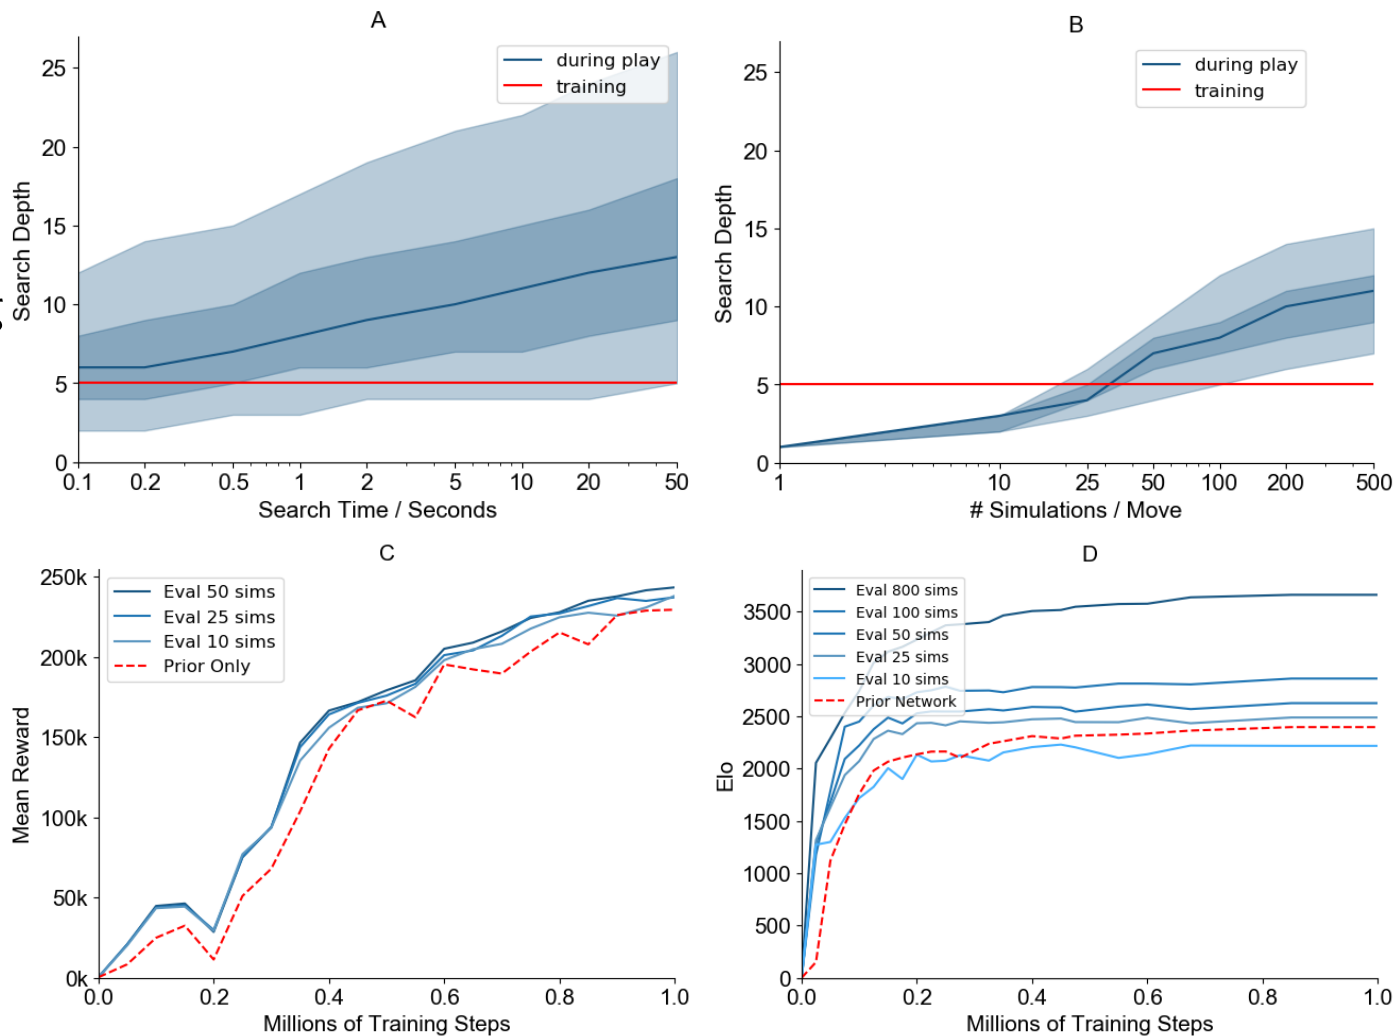 A
Search Depth
25
20
15
10
5
0
during play
training
0.1 0.2 0.5 1 2 5 10 20 50
Search Time / Seconds
B
Search Depth
25
20
15
10
5
0
during play
training
1 10 25 50 100 200 500
# Simulations / Move
C
Mean Reward
250k
200k
150k
100k
50k
0k
Eval 50 sims
Eval 25 sims
Eval 10 sims
Prior Only
0.0 0.2 0.4 0.6 0.8 1.0
Millions of Training Steps
D
Elo
3500
3000
2500
2000
1500
1000
500
0
Eval 800 sims
Eval 100 sims
Eval 50 sims
Eval 25 sims
Eval 10 sims
Prior Network
0.0 0.2 0.4 0.6 0.8 1.0
Millions of Training Steps